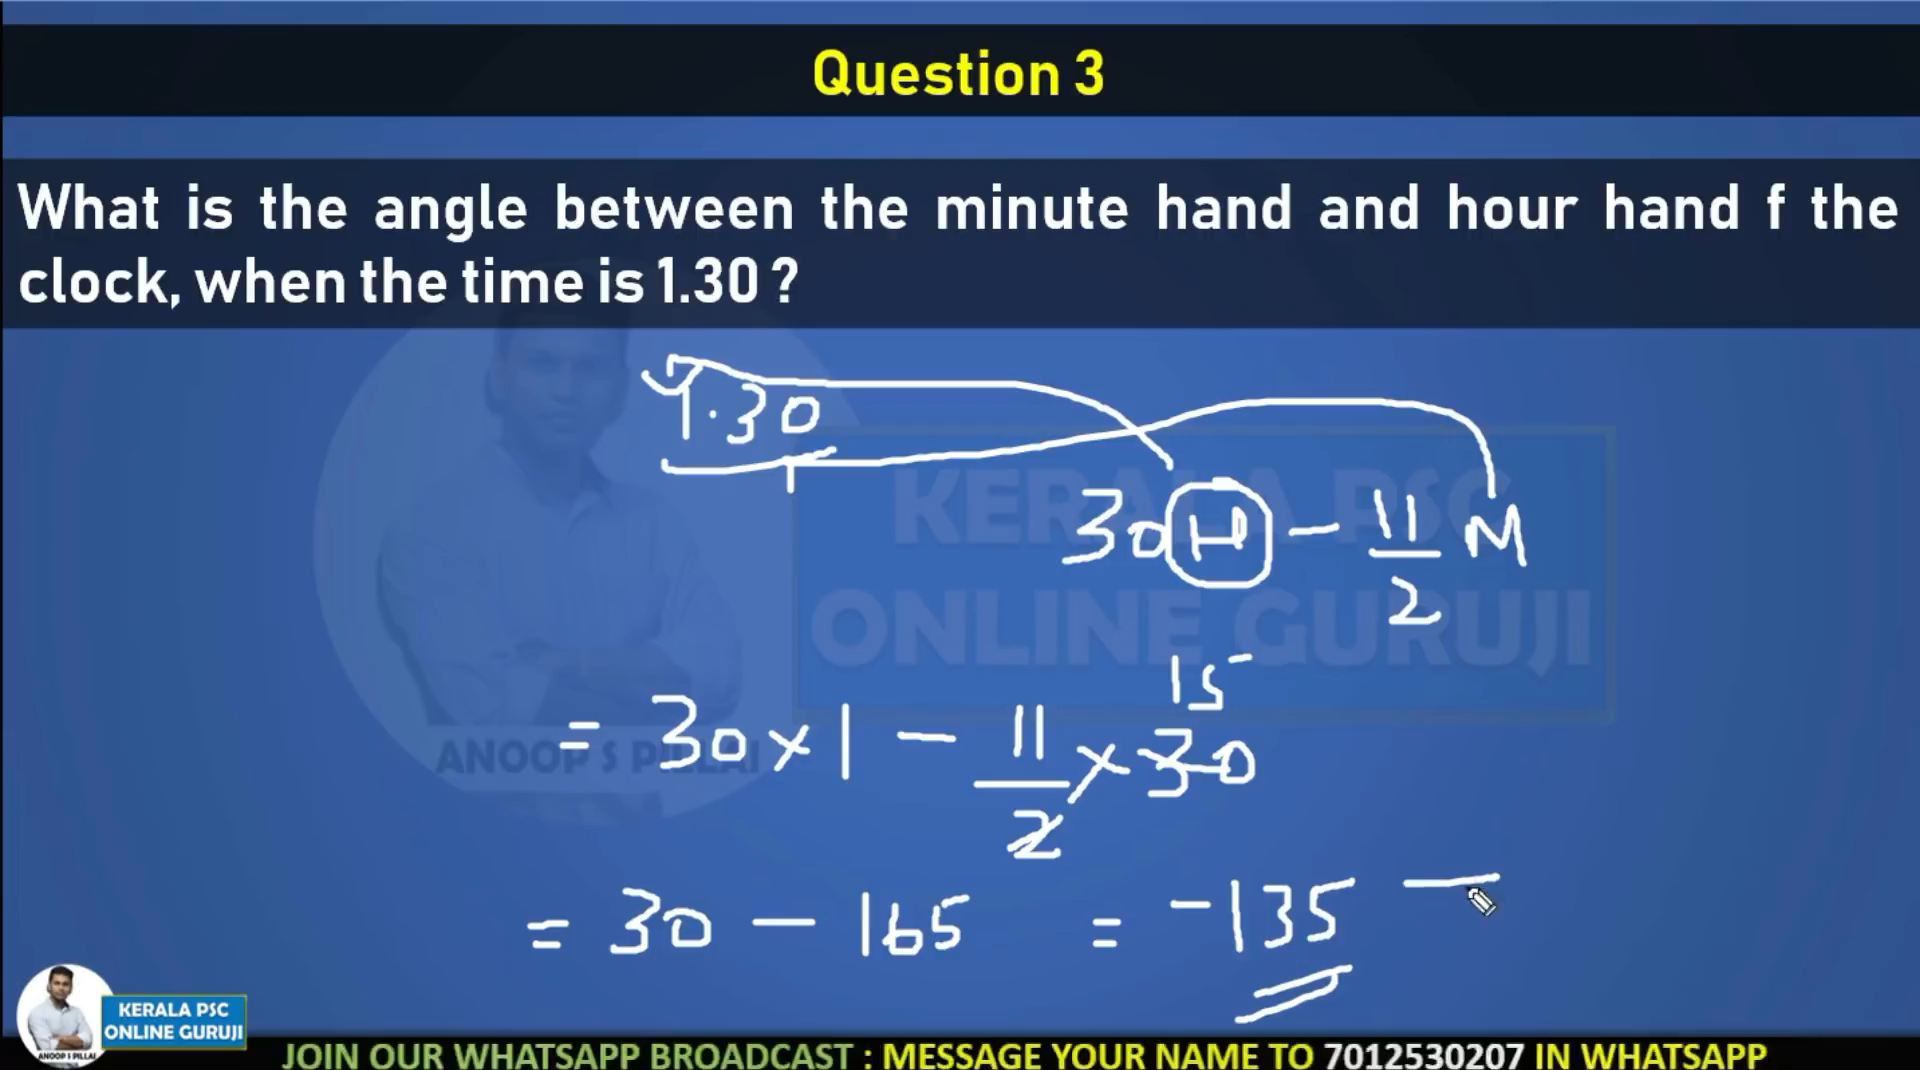 Question 3
What is the angle between the minute hand and hour hand f the
clock, when the time is 1.30 ?
1.30
30H - 11/2 M
15
= 30 x 1 - 11/2 x 30
= 30 - 165 = -135
KERALA PSC
ONLINE GURUJI
ANOOP S PILLAI
KERALA PSC
ONLINE GURUJI
ANOOP S PILLAI
JOIN OUR WHATSAPP BROADCAST : MESSAGE YOUR NAME TO 7012530207 IN WHATSAPP